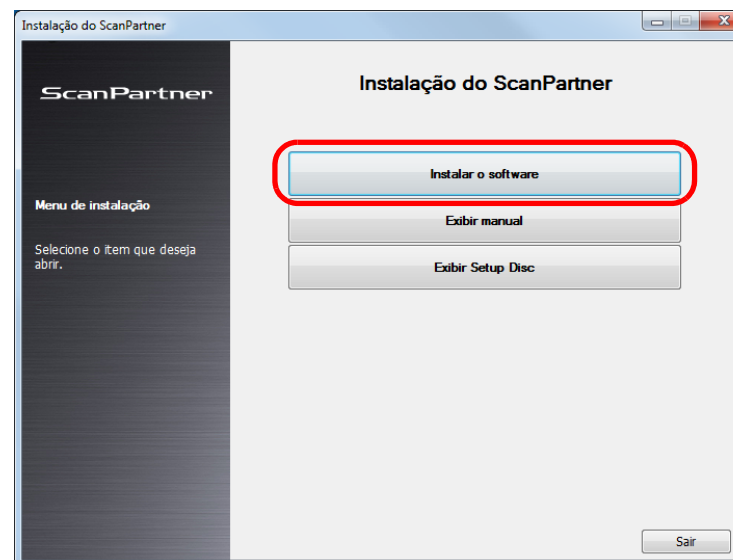 Instalação do ScanPartner
ScanPartner
Instalação do ScanPartner
Instalar o software
Menu de instalação
Exibir manual
Selecione o item que deseja
abrir.
Exibir Setup Disc
Sair